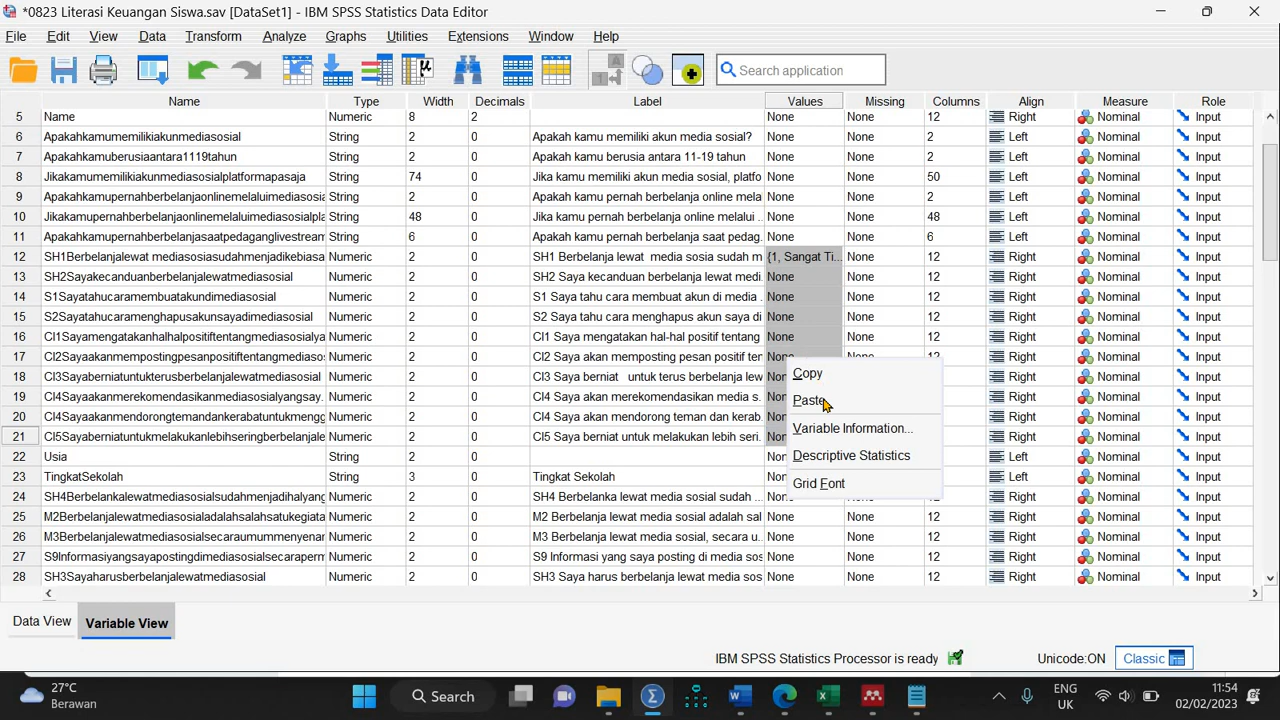 *0823 Literasi Keuangan Siswa.sav [DataSet1] - IBM SPSS Statistics Data Editor
File Edit View Data Transform Analyze Graphs Utilities Extensions Window Help
Search application
Name Type Width Decimals Label Values Missing Columns Align Measure Role
5 Name Numeric 8 2 None None 12 Right Nominal Input
6 Apakahkamumemilikiakunmediasosial String 2 0 Apakah kamu memiliki akun media sosial? None None 2 Left Nominal Input
7 Apakahkamuberusiaantara1119tahun String 2 0 Apakah kamu berusia antara 11-19 tahun None None 2 Left Nominal Input
8 Jikakamumemilikiakunmediasosialplatformapasaja String 74 0 Jika kamu memiliki akun media sosial, platfo None None 50 Left Nominal Input
9 Apakahkamupernahberbelanjaonlinemelaluimediasosial String 2 0 Apakah kamu pernah berbelanja online mela None None 2 Left Nominal Input
10 Jikakamupernahberbelanjaonlinemelaluimediasosialpla String 48 0 Jika kamu pernah berbelanja online melalui ... None None 48 Left Nominal Input
11 Apakahkamupernahberbelanjasaatpedaganglivestream String 6 0 Apakah kamu pernah berbelanja saat pedag... None None 6 Left Nominal Input
12 SH1Berbelanjalewat mediasosiasudahmenjadikebiasa Numeric 2 0 SH1 Berbelanja lewat media sosia sudah m {1, Sangat Ti... None 12 Right Nominal Input
13 SH2Sayakecanduanberbelanjalewatmediasosial Numeric 2 0 SH2 Saya kecanduan berbelanja lewat medi... None None 12 Right Nominal Input
14 S1Sayatahucaramembuatakundimediasosial Numeric 2 0 S1 Saya tahu cara membuat akun di media ... None None 12 Right Nominal Input
15 S2Sayatahucaramenghapusakunsayadimediasosial Numeric 2 0 S2 Saya tahu cara menghapus akun saya di None None 12 Right Nominal Input
16 CI1Sayamengatakanhalhalpositiftentangmediasosialya Numeric 2 0 CI1 Saya mengatakan hal-hal positif tentang None None 12 Right Nominal Input
17 CI2Sayaakanmempostingpesanpositiftentangmediasos Numeric 2 0 CI2 Saya akan memposting pesan positif ter None None 12 Right Nominal Input
18 CI3Sayaberniatuntukterusberbelanjalewatmediasosial Numeric 2 0 CI3 Saya berniat untuk terus berbelanja lew Non Right Nominal Input
19 CI4Sayaakanmerekomendasikanmediasosialyangsay. Numeric 2 0 CI4 Saya akan merekomendasikan media s. Non Right Nominal Input
20 CI4Sayaakanmendorongtemandankerabatuntukmengg Numeric 2 0 CI4 Saya akan mendorong teman dan kerab. Non Right Nominal Input
21 CI5Sayaberniatuntukmelakukanlebihseringberbelanjale Numeric 2 0 CI5 Saya berniat untuk melakukan lebih seri. Non Right Nominal Input
22 Usia String 2 0 Non Left Nominal Input
23 TingkatSekolah String 3 0 Tingkat Sekolah Non Left Nominal Input
24 SH4Berbelankalewatmediasosialsudahmenjadihalyang Numeric 2 0 SH4 Berbelanka lewat media sosial sudah ... None None 12 Right Nominal Input
25 M2Berbelanjalewatmediasosialadalahsalahsatukegiata Numeric 2 0 M2 Berbelanja lewat media sosial adalah sal None None 12 Right Nominal Input
26 M3Berbelanjalewatmediasosialsecaraumummenyenan Numeric 2 0 M3 Berbelanja lewat media sosial, secara u... None None 12 Right Nominal Input
27 S9Informasiyangsayapostingdimediasosialsecaraperm Numeric 2 0 S9 Informasi yang saya posting di media sos None None 12 Right Nominal Input
28 SH3Sayaharusberbelanjalewatmediasosial Numeric 2 0 SH3 Saya harus berbelanja lewat media sos None None 12 Right Nominal Input
Copy
Paste
Variable Information...
Descriptive Statistics
Grid Font
Data View Variable View
IBM SPSS Statistics Processor is ready Unicode:ON Classic
27°C
Berawan
Search
ENG
UK
11:54
02/02/2023